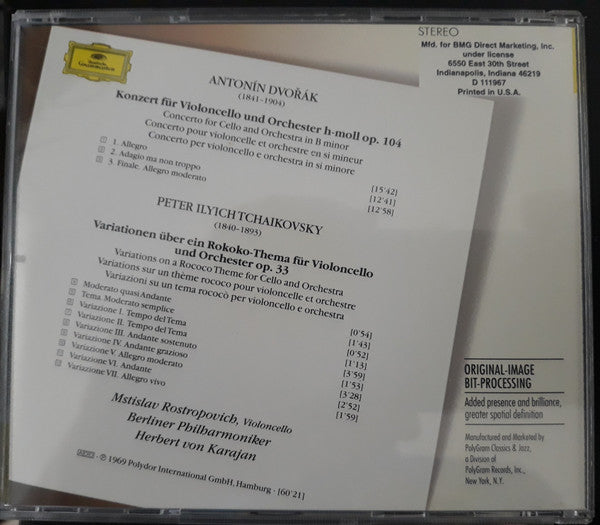 Deutsche
Grammophon
STEREO
Mfd. for BMG Direct Marketing, Inc.
under license
6550 East 30th Street
Indianapolis, Indiana 46219
D 111967
Printed in U.S.A.
ANTONÍN DVOŘÁK
(1841-1904)
Konzert für Violoncello und Orchester h-moll op. 104
Concerto for Cello and Orchestra in B minor
Concerto pour violoncelle et orchestre en si mineur
Concerto per violoncello e orchestra in si minore
1 1. Allegro [15'42]
2 2. Adagio ma non troppo [12'41]
3 3. Finale. Allegro moderato [12'58]
PETER ILYICH TCHAIKOVSKY
(1840-1893)
Variationen über ein Rokoko-Thema für Violoncello
und Orchester op. 33
Variations on a Rococo Theme for Cello and Orchestra
Variations sur un thème rococo pour violoncelle et orchestre
Variazioni su un tema rococò per violoncello e orchestra
Moderato quasi Andante [0'54]
Tema. Moderato semplice [1'43]
Variazione I. Tempo del Tema [0'52]
Variazione II. Tempo del Tema [1'13]
Variazione III. Andante sostenuto [3'59]
Variazione IV. Andante grazioso [1'53]
Variazione V. Allegro moderato [3'28]
Variazione VI. Andante [2'52]
Variazione VII. Allegro vivo [1'59]
Mstislav Rostropovich, Violoncello
Berliner Philharmoniker
Herbert von Karajan
℗ 1969 Polydor International GmbH, Hamburg · [60'21]
ORIGINAL-IMAGE
BIT-PROCESSING
Added presence and brilliance,
greater spatial definition
Manufactured and Marketed by
PolyGram Classics & Jazz,
a Division of
PolyGram Records, Inc.,
New York, N.Y.